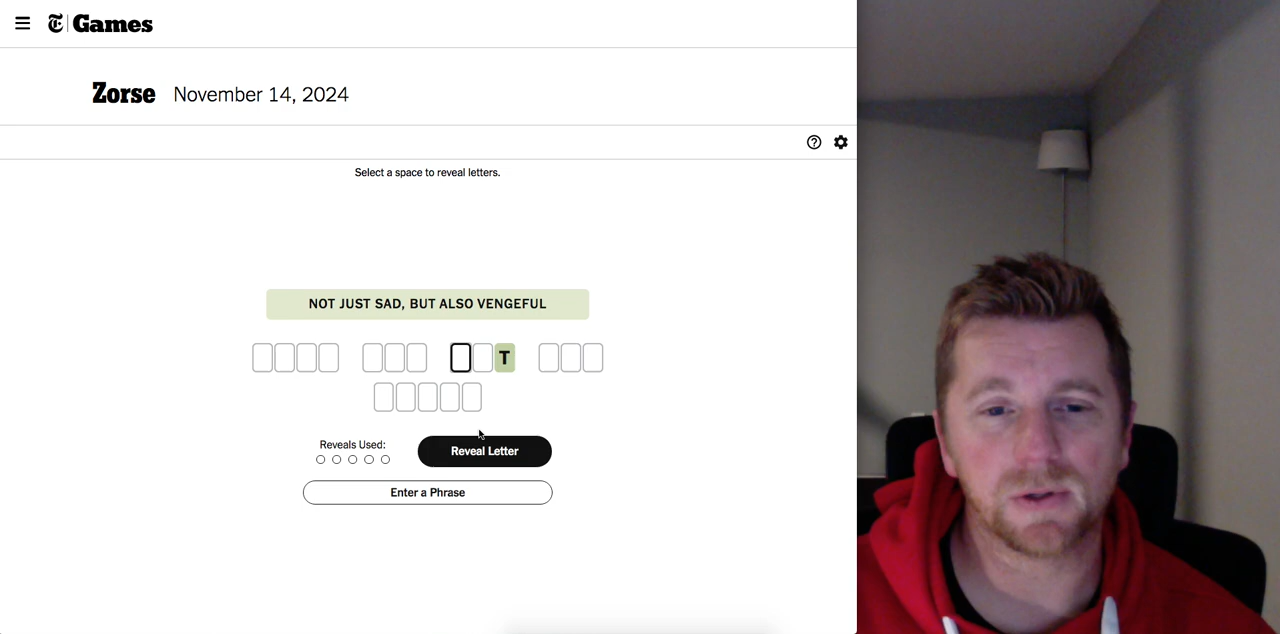 Games
Zorse November 14, 2024
Select a space to reveal letters.
NOT JUST SAD, BUT ALSO VENGEFUL
T
Reveals Used:
Reveal Letter
Enter a Phrase